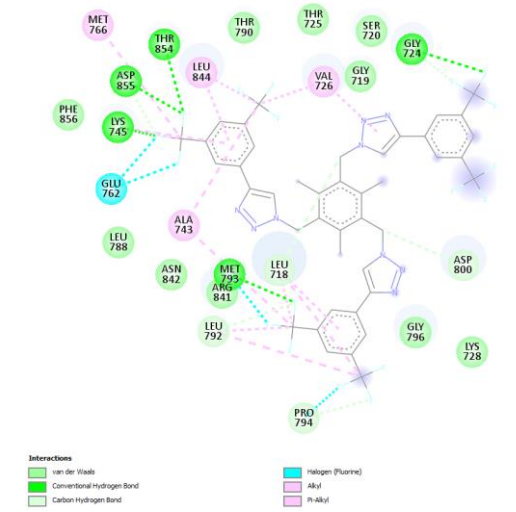 MET
766
THR
854
THR
790
THR
725
SER
720
GLY
724
ASP
855
LEU
844
VAL
726
GLY
719
PHE
856
LYS
745
GLU
762
ALA
743
LEU
788
ASN
842
MET
793
ARG
841
LEU
718
ASP
800
LEU
792
GLY
796
LYS
728
PRO
794
Interactions
van der Waals
Conventional Hydrogen Bond
Carbon Hydrogen Bond
Halogen (Fluorine)
Alkyl
Pi-Alkyl